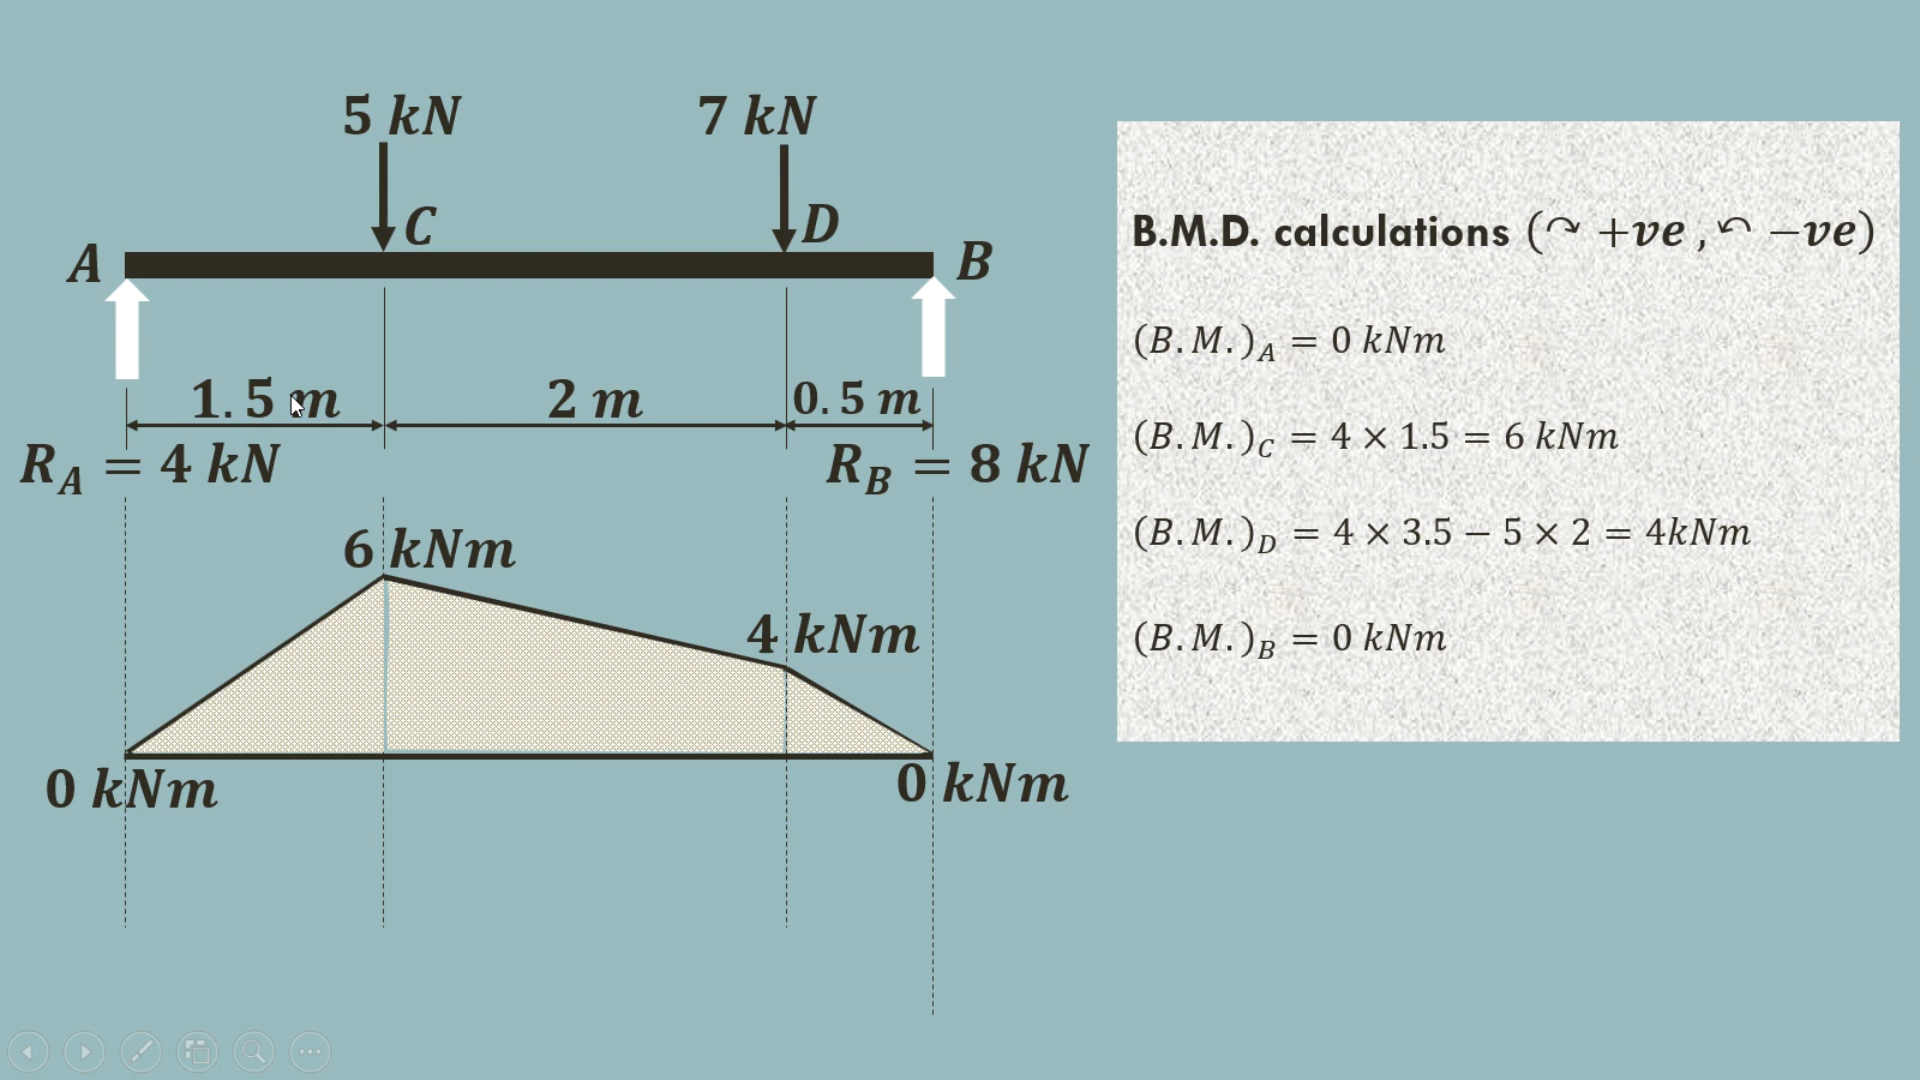 5 kN
7 kN
C
D
A
B
1.5 m
2 m
0.5 m
R_A = 4 kN
R_B = 8 kN
6 kNm
4 kNm
0 kNm
0 kNm
B.M.D. calculations (↷ +ve , ↶ −ve)
(B.M.)_A = 0 kNm
(B.M.)_C = 4 × 1.5 = 6 kNm
(B.M.)_D = 4 × 3.5 − 5 × 2 = 4kNm
(B.M.)_B = 0 kNm